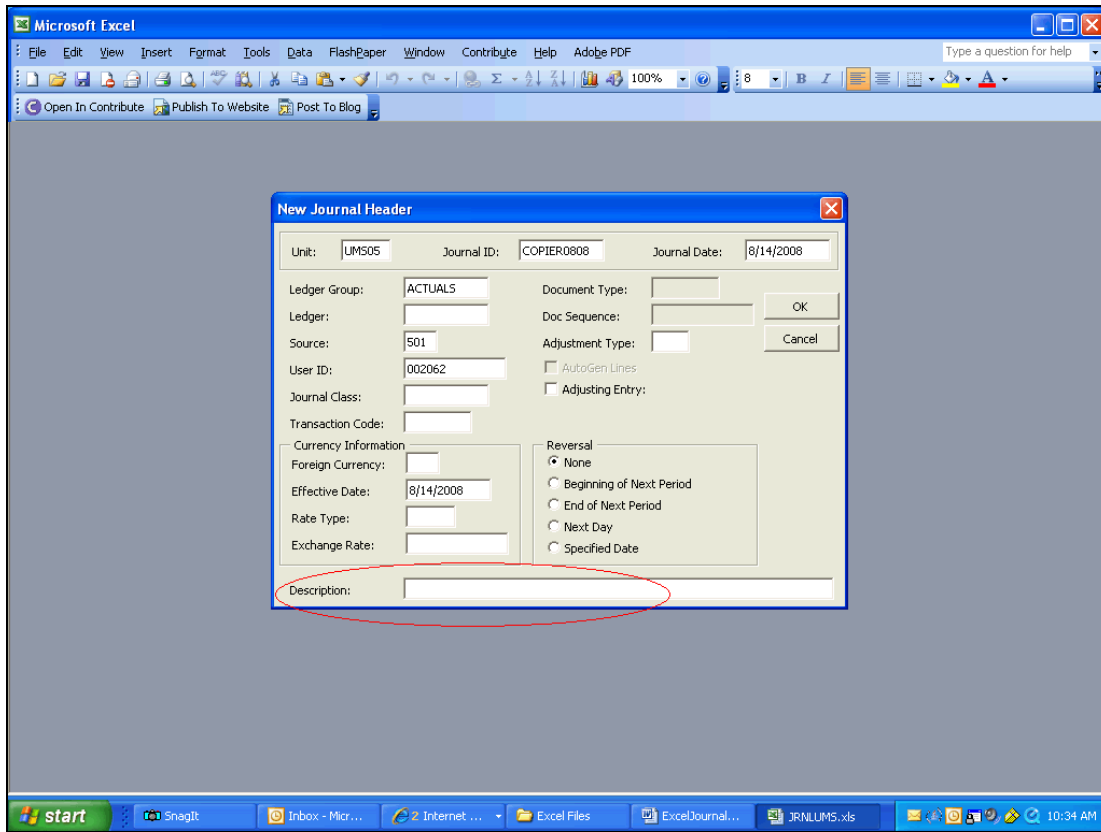 Microsoft Excel
File Edit View Insert Format Tools Data FlashPaper Window Contribute Help Adobe PDF Type a question for help
100% 8 B I A
Open In Contribute Publish To Website Post To Blog
New Journal Header
Unit: UMS05 Journal ID: COPIER0808 Journal Date: 8/14/2008
Ledger Group: ACTUALS Document Type:
Ledger: Doc Sequence: OK
Source: 501 Adjustment Type: Cancel
User ID: 002062 AutoGen Lines
Journal Class: Adjusting Entry:
Transaction Code:
Currency Information Reversal
Foreign Currency: None
Effective Date: 8/14/2008 Beginning of Next Period
End of Next Period
Rate Type: Next Day
Exchange Rate: Specified Date
Description:
start SnagIt Inbox - Micr... 2 Internet ... Excel Files ExcelJournal... JRNLUMS.xls 10:34 AM